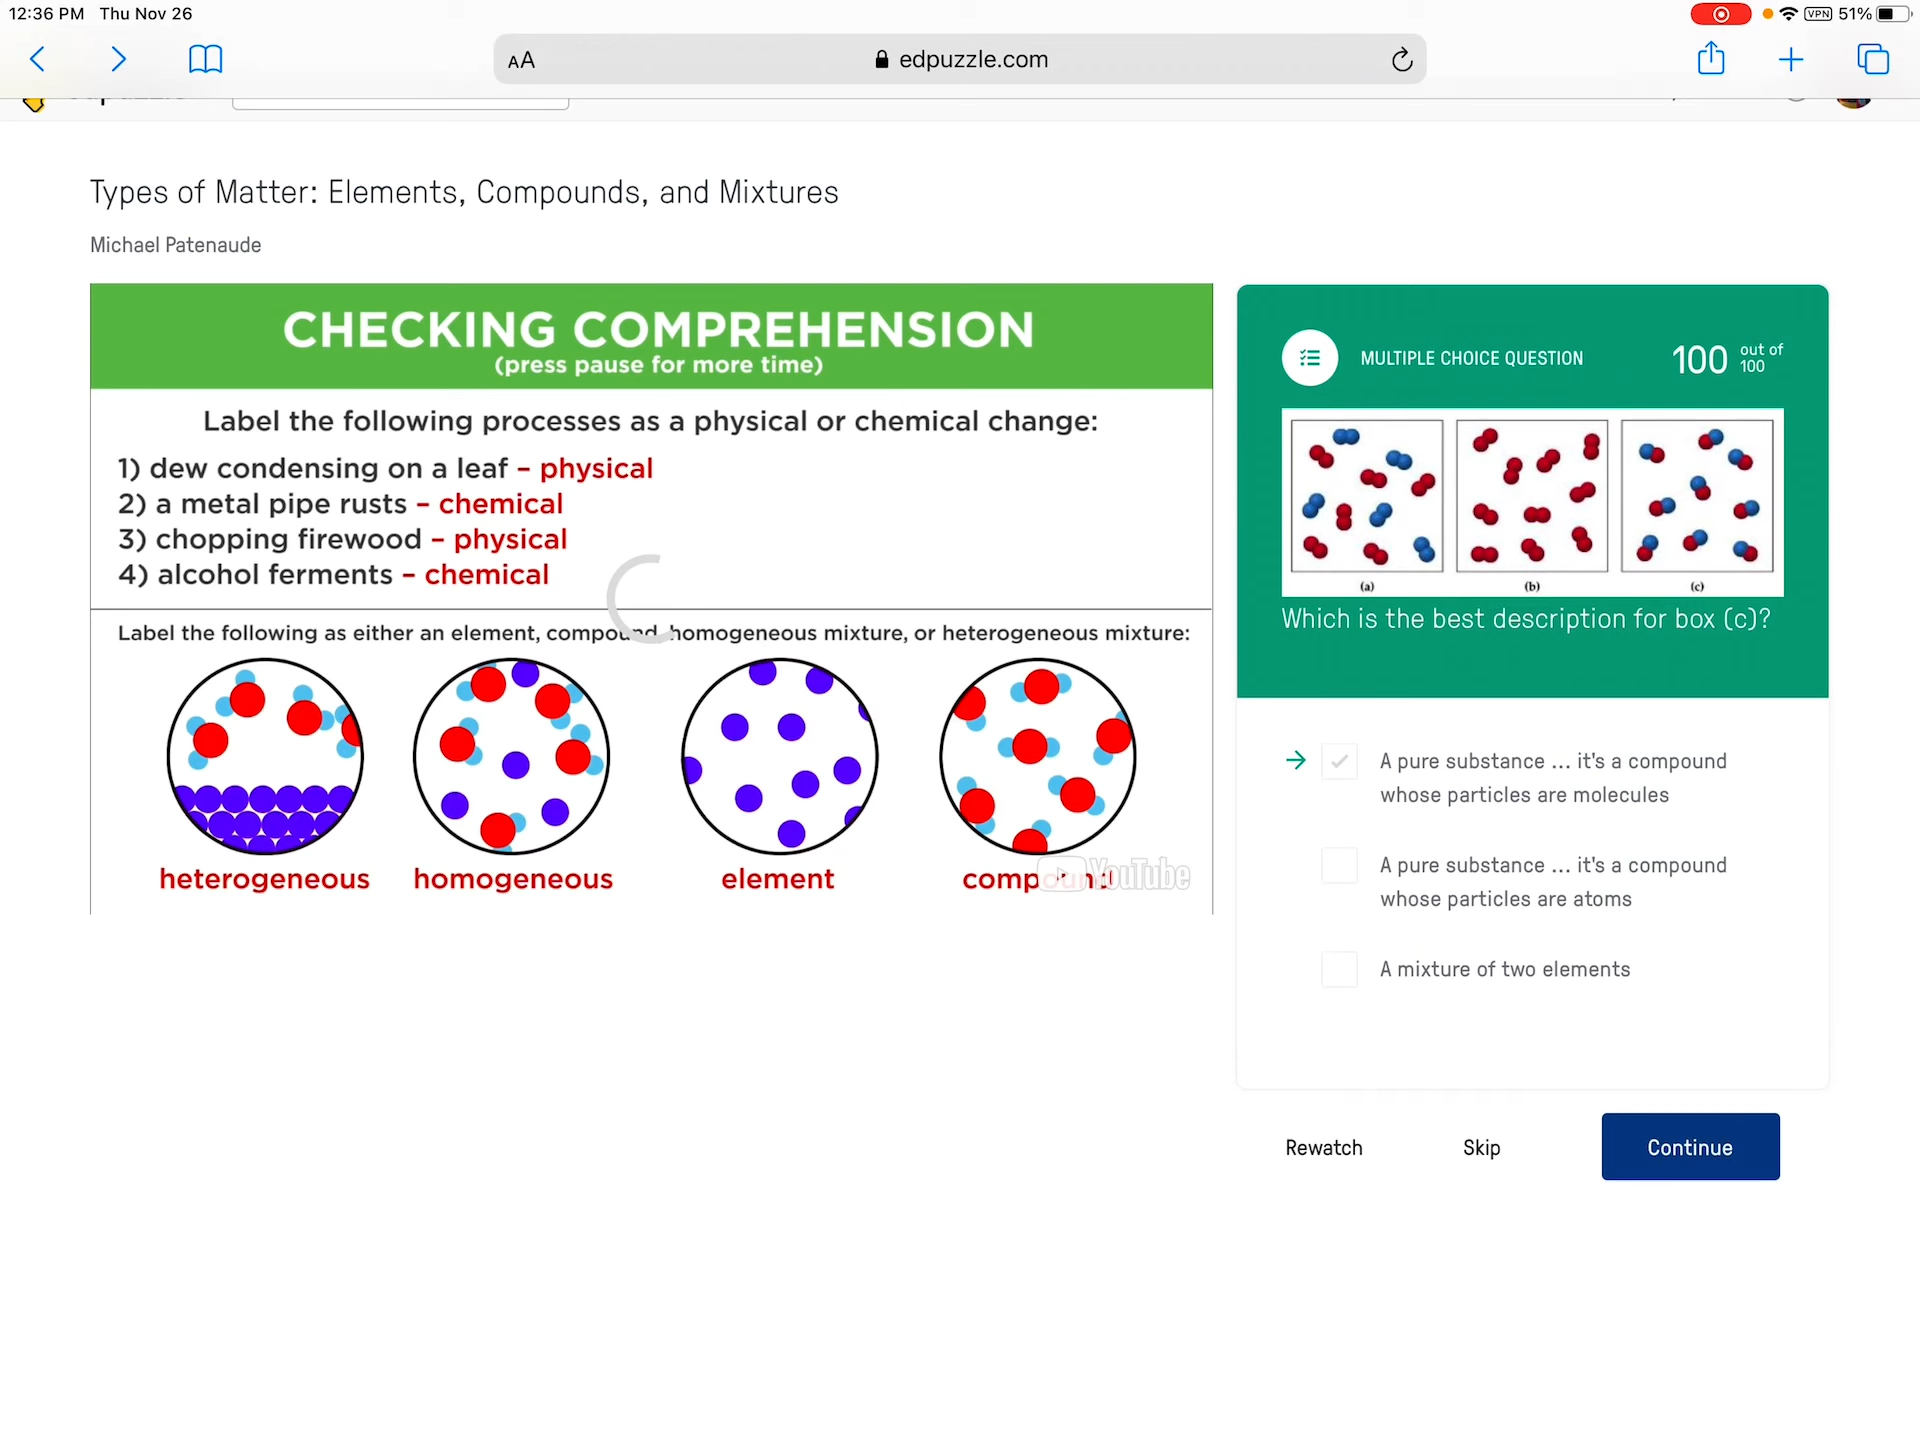 12:36 PM Thu Nov 26
VPN 51%
AA
edpuzzle.com
Types of Matter: Elements, Compounds, and Mixtures
Michael Patenaude
CHECKING COMPREHENSION
(press pause for more time)
Label the following processes as a physical or chemical change:
1) dew condensing on a leaf – physical
2) a metal pipe rusts – chemical
3) chopping firewood – physical
4) alcohol ferments – chemical
Label the following as either an element, compound, homogeneous mixture, or heterogeneous mixture:
heterogeneous homogeneous element compound
YouTube
MULTIPLE CHOICE QUESTION
100 out of 100
(a) (b) (c)
Which is the best description for box (c)?
A pure substance ... it's a compound
whose particles are molecules
A pure substance ... it's a compound
whose particles are atoms
A mixture of two elements
Rewatch Skip Continue